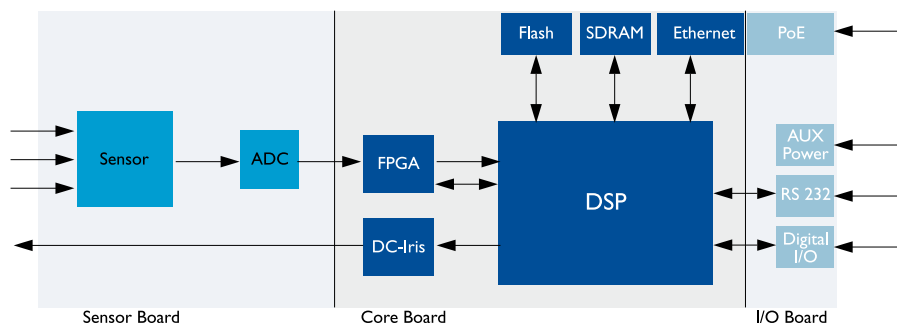 Flash
SDRAM
Ethernet
PoE
Sensor
ADC
FPGA
DSP
AUX
Power
RS 232
DC-Iris
Digital
I/O
Sensor Board
Core Board
I/O Board